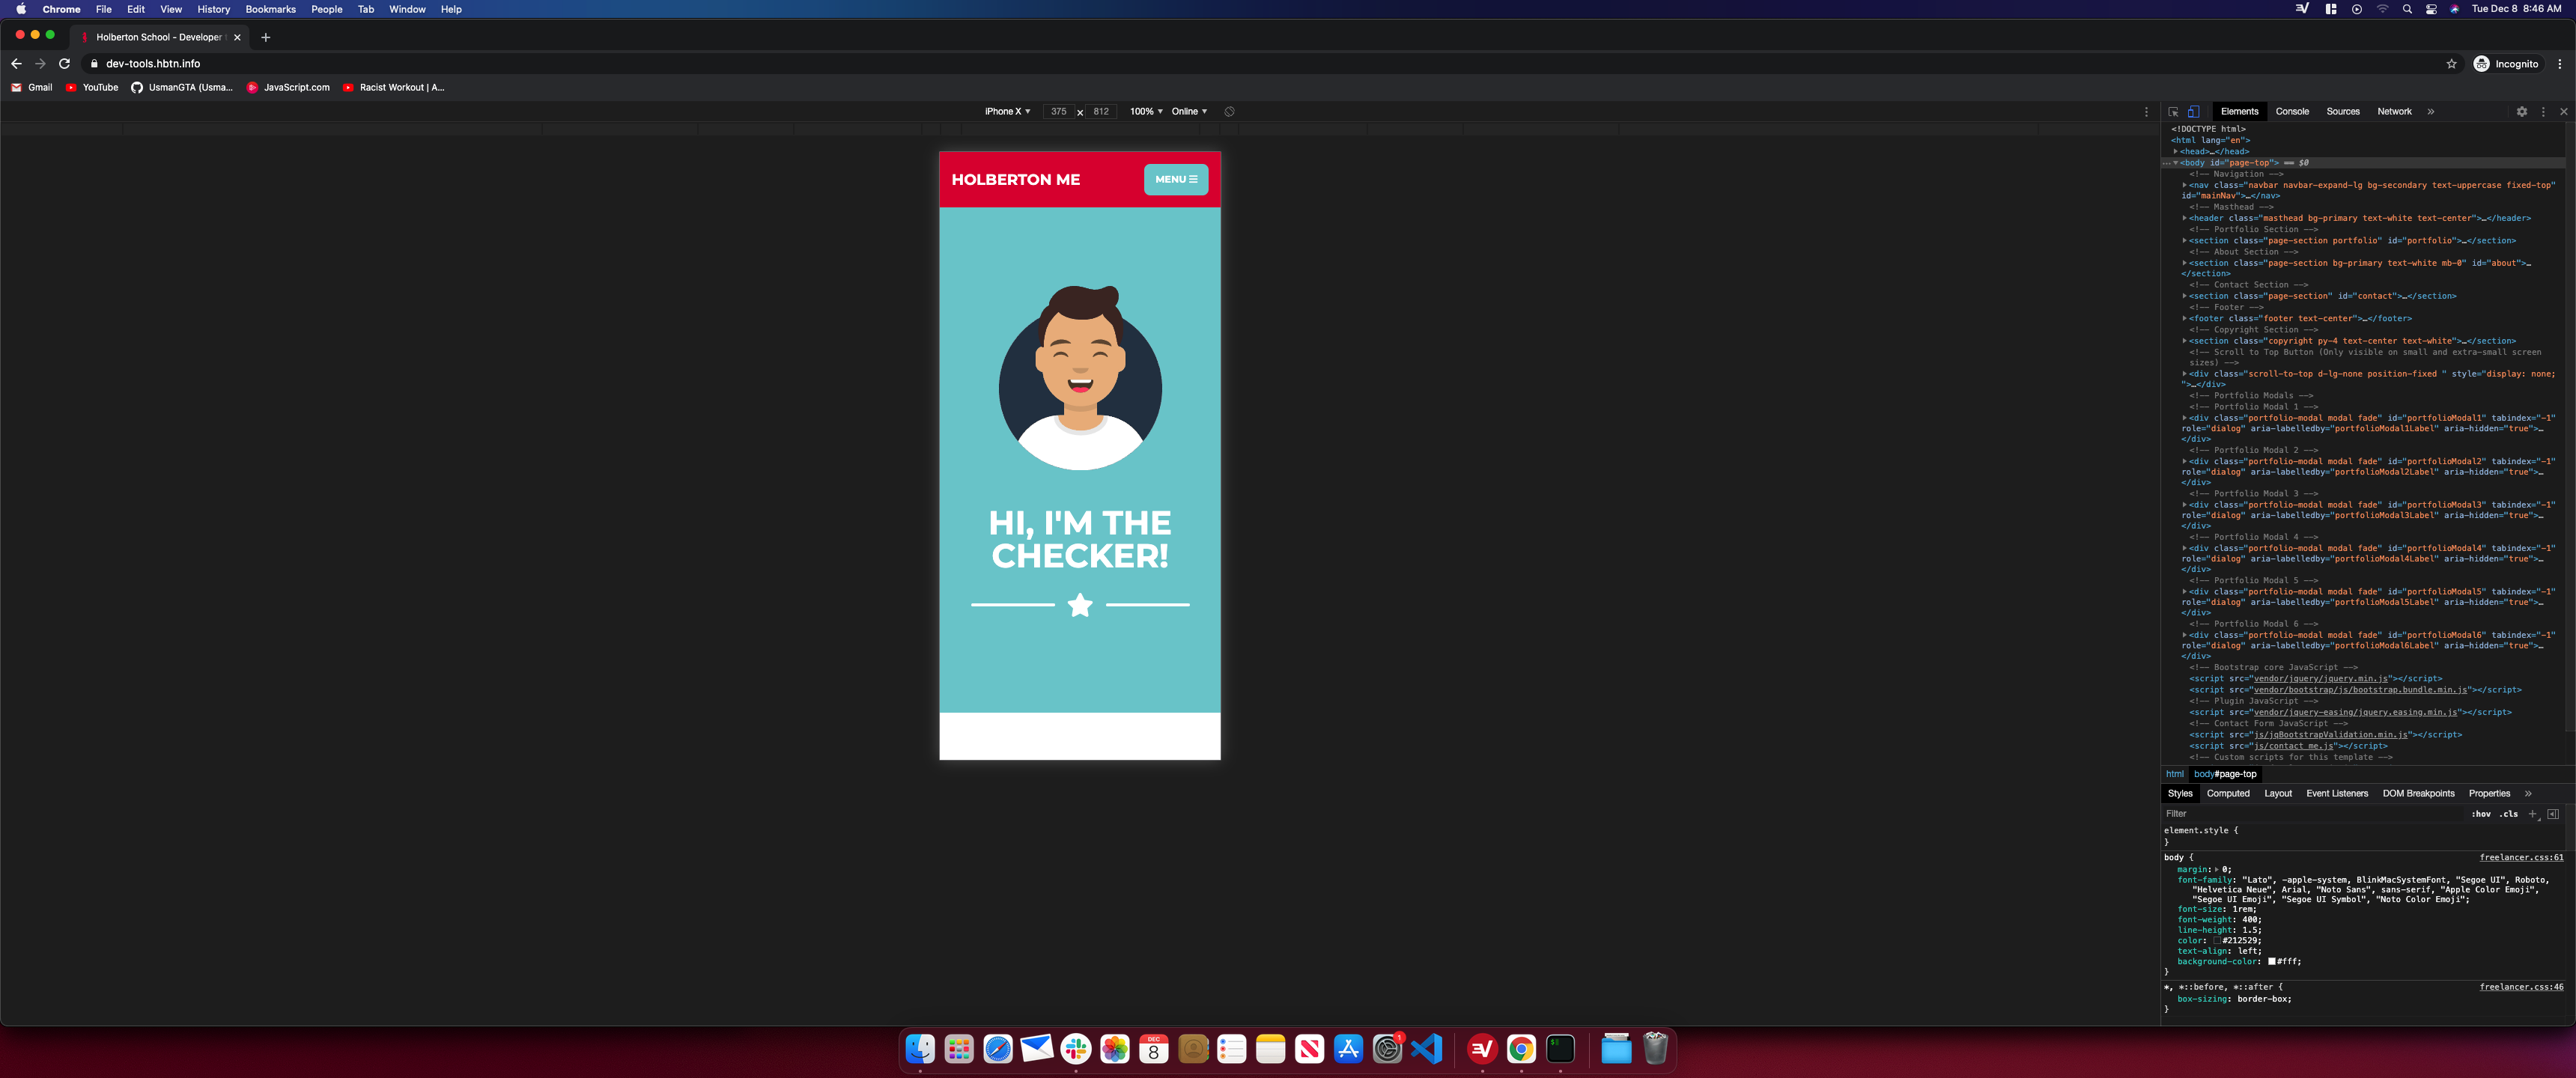 Chrome File Edit View History Bookmarks People Tab Window Help
Tue Dec 8 8:46 AM
Holberton School - Developer
dev-tools.hbtn.info
Incognito
Gmail YouTube UsmanGTA (Usma... JavaScript.com Racist Workout | A...
iPhone X 375 x 812 100% Online
HOLBERTON ME
MENU
HI, I'M THE
CHECKER!
Elements Console Sources Network »
<!DOCTYPE html>
<html lang="en">
<head>…</head>
<body id="page-top"> == $0
<!-- Navigation -->
<nav class="navbar navbar-expand-lg bg-secondary text-uppercase fixed-top"
id="mainNav">…</nav>
<!-- Masthead -->
<header class="masthead bg-primary text-white text-center">…</header>
<!-- Portfolio Section -->
<section class="page-section portfolio" id="portfolio">…</section>
<!-- About Section -->
<section class="page-section bg-primary text-white mb-0" id="about">…
</section>
<!-- Contact Section -->
<section class="page-section" id="contact">…</section>
<!-- Footer -->
<footer class="footer text-center">…</footer>
<!-- Copyright Section -->
<section class="copyright py-4 text-center text-white">…</section>
<!-- Scroll to Top Button (Only visible on small and extra-small screen
sizes) -->
<div class="scroll-to-top d-lg-none position-fixed " style="display: none;
">…</div>
<!-- Portfolio Modals -->
<!-- Portfolio Modal 1 -->
<div class="portfolio-modal modal fade" id="portfolioModal1" tabindex="-1"
role="dialog" aria-labelledby="portfolioModal1Label" aria-hidden="true">…
</div>
<!-- Portfolio Modal 2 -->
<div class="portfolio-modal modal fade" id="portfolioModal2" tabindex="-1"
role="dialog" aria-labelledby="portfolioModal2Label" aria-hidden="true">…
</div>
<!-- Portfolio Modal 3 -->
<div class="portfolio-modal modal fade" id="portfolioModal3" tabindex="-1"
role="dialog" aria-labelledby="portfolioModal3Label" aria-hidden="true">…
</div>
<!-- Portfolio Modal 4 -->
<div class="portfolio-modal modal fade" id="portfolioModal4" tabindex="-1"
role="dialog" aria-labelledby="portfolioModal4Label" aria-hidden="true">…
</div>
<!-- Portfolio Modal 5 -->
<div class="portfolio-modal modal fade" id="portfolioModal5" tabindex="-1"
role="dialog" aria-labelledby="portfolioModal5Label" aria-hidden="true">…
</div>
<!-- Portfolio Modal 6 -->
<div class="portfolio-modal modal fade" id="portfolioModal6" tabindex="-1"
role="dialog" aria-labelledby="portfolioModal6Label" aria-hidden="true">…
</div>
<!-- Bootstrap core JavaScript -->
<script src="vendor/jquery/jquery.min.js"></script>
<script src="vendor/bootstrap/js/bootstrap.bundle.min.js"></script>
<!-- Plugin JavaScript -->
<script src="vendor/jquery-easing/jquery.easing.min.js"></script>
<!-- Contact Form JavaScript -->
<script src="js/jqBootstrapValidation.min.js"></script>
<script src="js/contact_me.js"></script>
<!-- Custom scripts for this template -->
html body#page-top
Styles Computed Layout Event Listeners DOM Breakpoints Properties »
Filter :hov .cls +
element.style {
}
body { freelancer.css:61
margin: 0;
font-family: "Lato", -apple-system, BlinkMacSystemFont, "Segoe UI", Roboto,
"Helvetica Neue", Arial, "Noto Sans", sans-serif, "Apple Color Emoji",
"Segoe UI Emoji", "Segoe UI Symbol", "Noto Color Emoji";
font-size: 1rem;
font-weight: 400;
line-height: 1.5;
color: #212529;
text-align: left;
background-color: #fff;
}
*, *::before, *::after { freelancer.css:46
box-sizing: border-box;
}
DEC
8
1